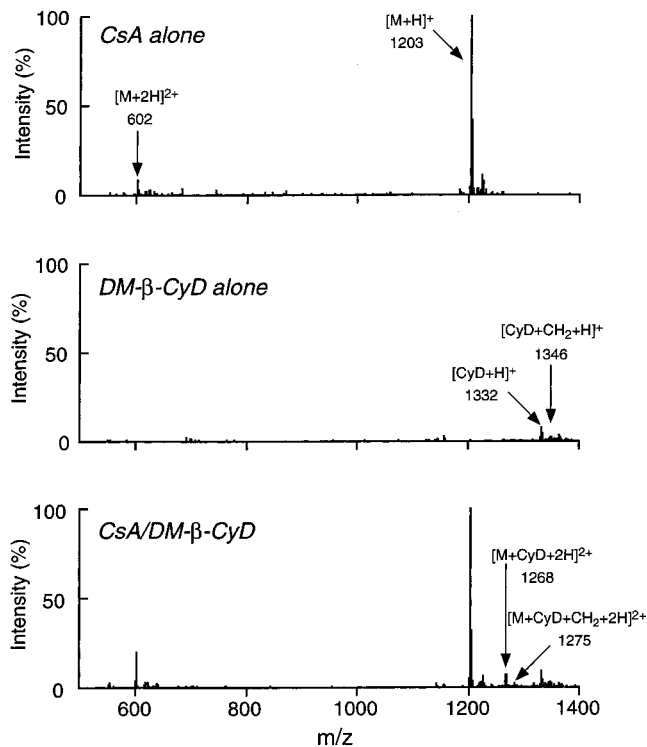 CsA alone
[M+H]⁺
1203
[M+2H]²⁺
602
Intensity (%)
100
50
0
DM-β-CyD alone
[CyD+CH₂+H]⁺
1346
[CyD+H]⁺
1332
Intensity (%)
100
50
0
CsA/DM-β-CyD
[M+CyD+2H]²⁺
1268
[M+CyD+CH₂+2H]²⁺
1275
Intensity (%)
100
50
0
600 800 1000 1200 1400
m/z